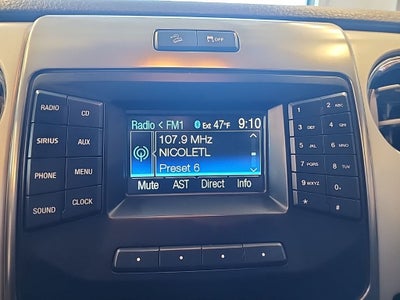 OFF
Radio < FM1 Ext 47°F 9:10
107.9 MHz
NICOLETL
Preset 6
Mute AST Direct Info
RADIO CD
SIRIUS AUX
PHONE MENU
SOUND CLOCK
1 2 ABC
3 DEF 4 GHI
5 JKL 6 MNO
7 PQRS 8 TUV
9 WXYZ 0
* #